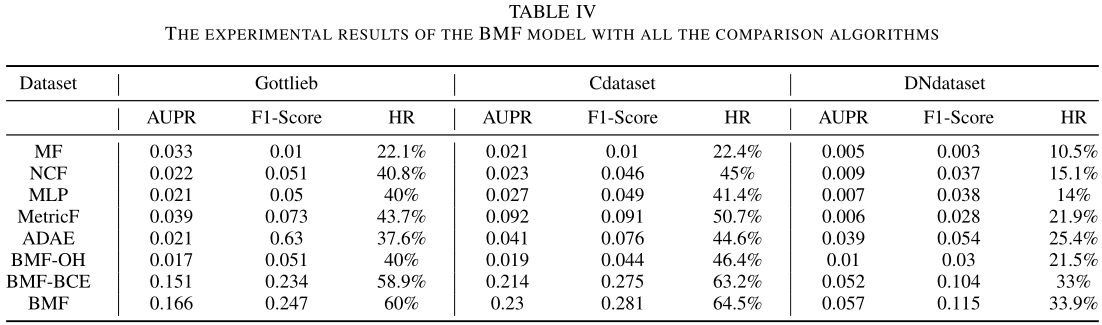 TABLE IV
THE EXPERIMENTAL RESULTS OF THE BMF MODEL WITH ALL THE COMPARISON ALGORITHMS
Dataset Gottlieb Cdataset DNdataset
AUPR F1-Score HR AUPR F1-Score HR AUPR F1-Score HR
MF 0.033 0.01 22.1% 0.021 0.01 22.4% 0.005 0.003 10.5%
NCF 0.022 0.051 40.8% 0.023 0.046 45% 0.009 0.037 15.1%
MLP 0.021 0.05 40% 0.027 0.049 41.4% 0.007 0.038 14%
MetricF 0.039 0.073 43.7% 0.092 0.091 50.7% 0.006 0.028 21.9%
ADAE 0.021 0.63 37.6% 0.041 0.076 44.6% 0.039 0.054 25.4%
BMF-OH 0.017 0.051 40% 0.019 0.044 46.4% 0.01 0.03 21.5%
BMF-BCE 0.151 0.234 58.9% 0.214 0.275 63.2% 0.052 0.104 33%
BMF 0.166 0.247 60% 0.23 0.281 64.5% 0.057 0.115 33.9%